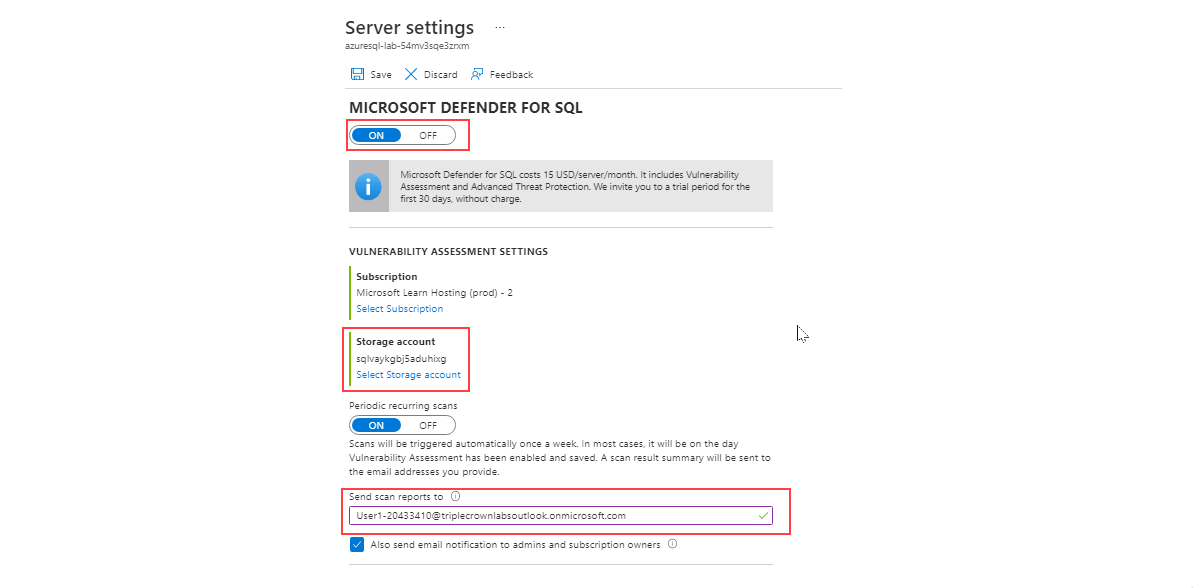 Server settings ...
azuresql-lab-54mv3sqe3zrxm
Save Discard Feedback
MICROSOFT DEFENDER FOR SQL
ON OFF
Microsoft Defender for SQL costs 15 USD/server/month. It includes Vulnerability
Assessment and Advanced Threat Protection. We invite you to a trial period for the
first 30 days, without charge.
VULNERABILITY ASSESSMENT SETTINGS
Subscription
Microsoft Learn Hosting (prod) - 2
Select Subscription
Storage account
sqlvaykgbj5aduhixg
Select Storage account
Periodic recurring scans
ON OFF
Scans will be triggered automatically once a week. In most cases, it will be on the day
Vulnerability Assessment has been enabled and saved. A scan result summary will be sent to
the email addresses you provide.
Send scan reports to
User1-20433410@triplecrownlabsoutlook.onmicrosoft.com
Also send email notification to admins and subscription owners